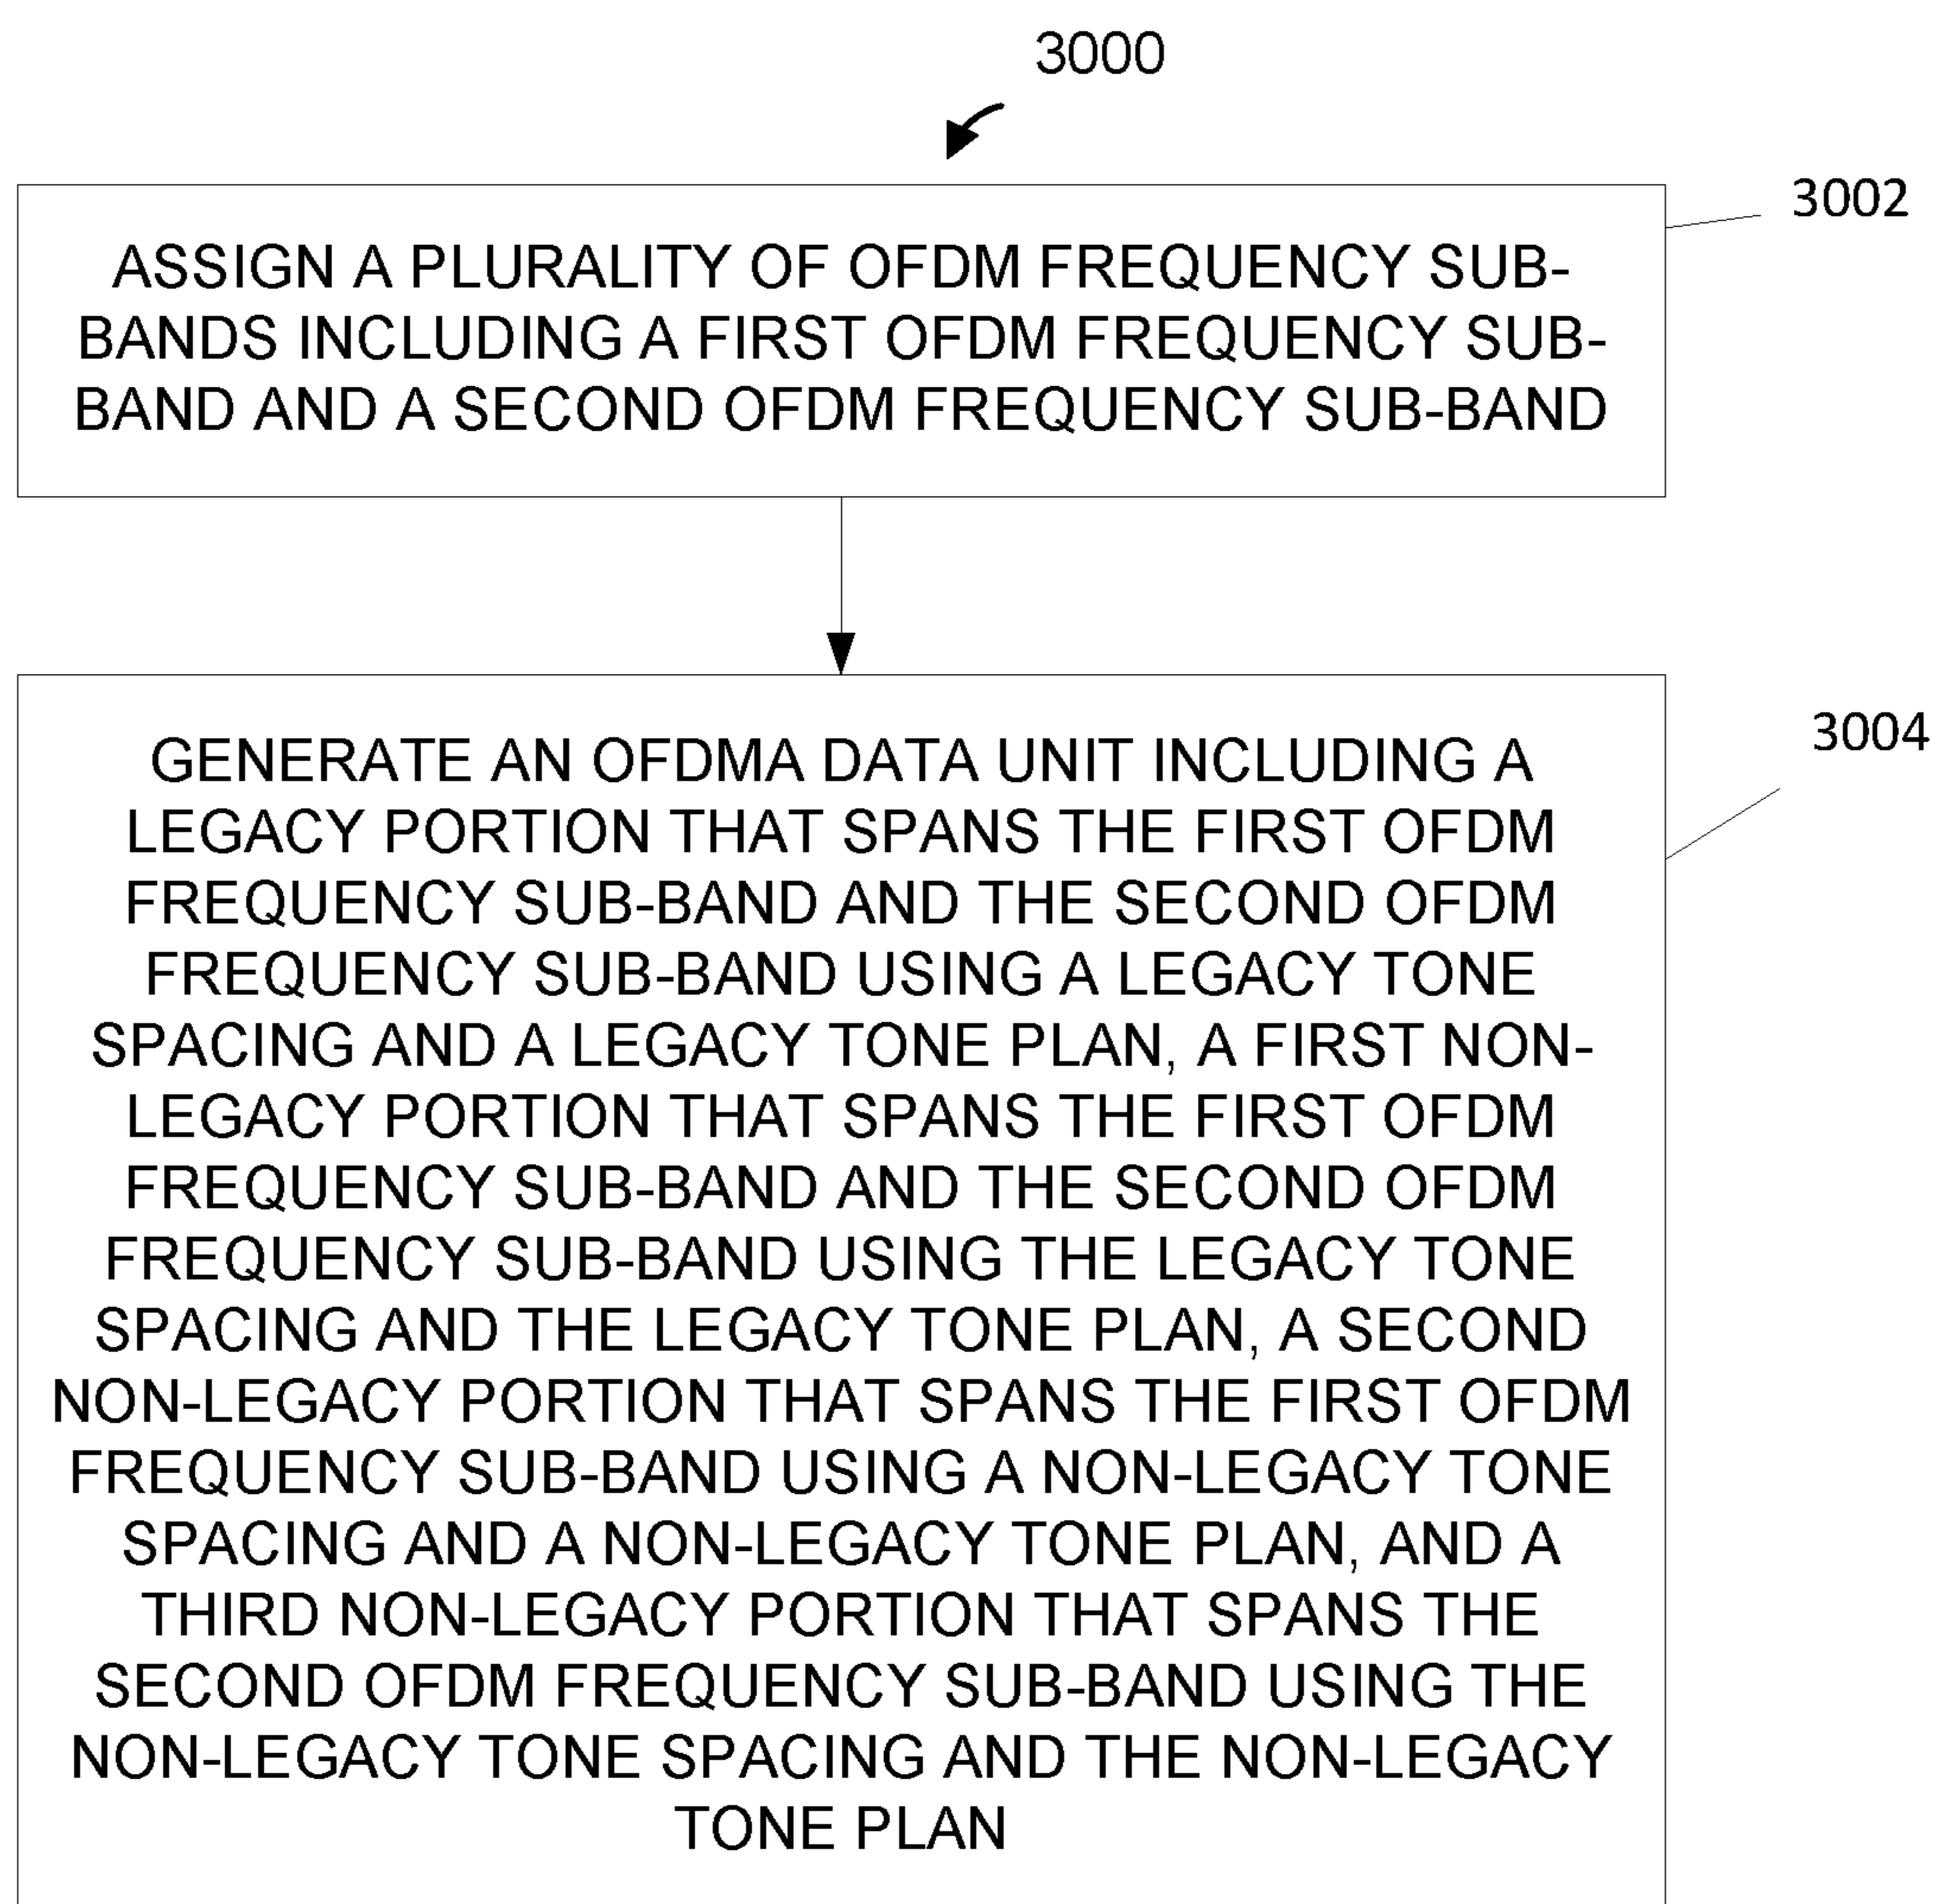 3000
3002
ASSIGN A PLURALITY OF OFDM FREQUENCY SUB-
BANDS INCLUDING A FIRST OFDM FREQUENCY SUB-
BAND AND A SECOND OFDM FREQUENCY SUB-BAND
3004
GENERATE AN OFDMA DATA UNIT INCLUDING A
LEGACY PORTION THAT SPANS THE FIRST OFDM
FREQUENCY SUB-BAND AND THE SECOND OFDM
FREQUENCY SUB-BAND USING A LEGACY TONE
SPACING AND A LEGACY TONE PLAN, A FIRST NON-
LEGACY PORTION THAT SPANS THE FIRST OFDM
FREQUENCY SUB-BAND AND THE SECOND OFDM
FREQUENCY SUB-BAND USING THE LEGACY TONE
SPACING AND THE LEGACY TONE PLAN, A SECOND
NON-LEGACY PORTION THAT SPANS THE FIRST OFDM
FREQUENCY SUB-BAND USING A NON-LEGACY TONE
SPACING AND A NON-LEGACY TONE PLAN, AND A
THIRD NON-LEGACY PORTION THAT SPANS THE
SECOND OFDM FREQUENCY SUB-BAND USING THE
NON-LEGACY TONE SPACING AND THE NON-LEGACY
TONE PLAN